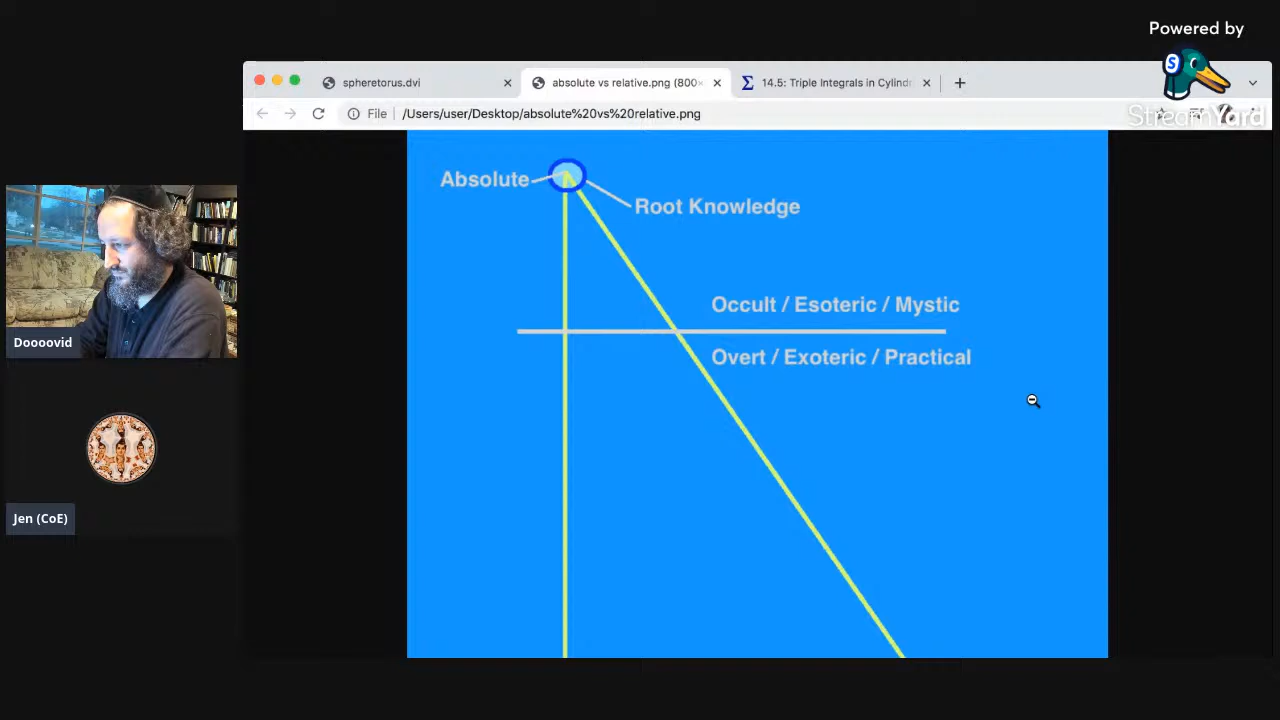 Powered by
StreamYard
S
spheretorus.dvi
absolute vs relative.png (800×
14.5: Triple Integrals in Cylind
File
/Users/user/Desktop/absolute%20vs%20relative.png
Absolute
Root Knowledge
Occult / Esoteric / Mystic
Overt / Exoteric / Practical
Doooovid
Jen (CoE)